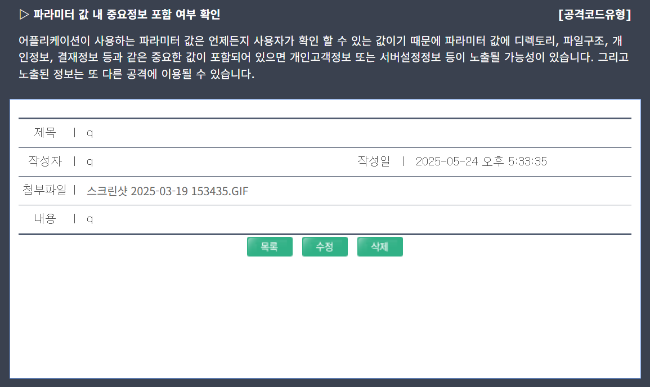 ▷ 파라미터 값 내 중요정보 포함 여부 확인 [공격코드유형]
어플리케이션이 사용하는 파라미터 값은 언제든지 사용자가 확인 할 수 있는 값이기 때문에 파라미터 값에 디렉토리, 파일구조, 개
인정보, 결재정보 등과 같은 중요한 값이 포함되어 있으면 개인고객정보 또는 서버설정정보 등이 노출될 가능성이 있습니다. 그리고
노출된 정보는 또 다른 공격에 이용될 수 있습니다.
제목 | q
작성자 | q 작성일 | 2025-05-24 오후 5:33:35
첨부파일 | 스크린샷 2025-03-19 153435.GIF
내용 | q
목록 수정 삭제